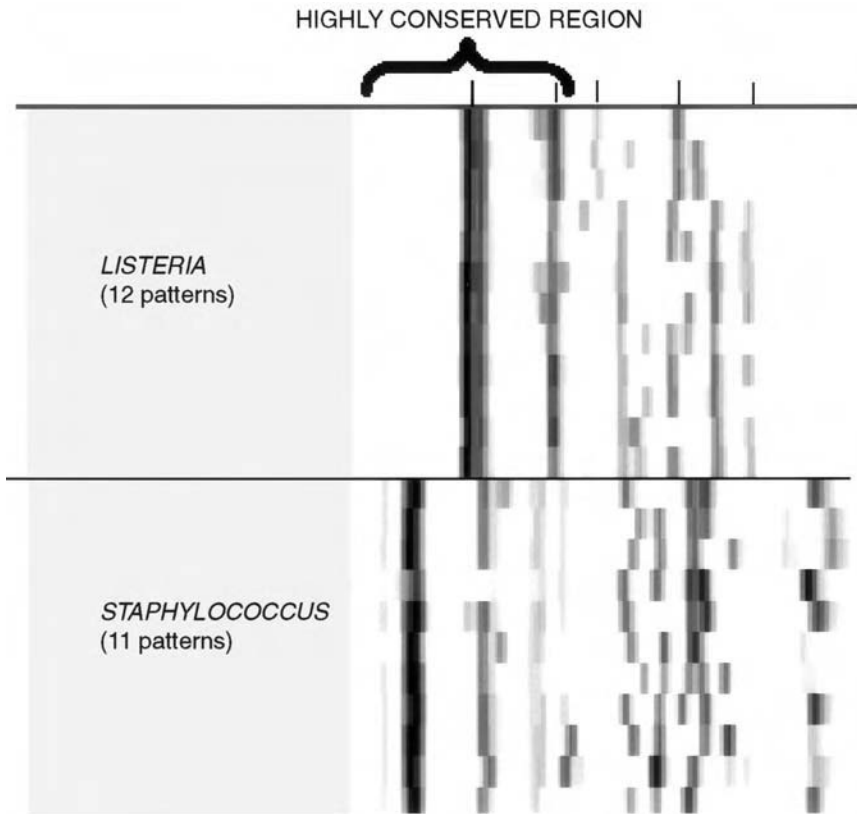 HIGHLY CONSERVED REGION
LISTERIA
(12 patterns)
STAPHYLOCOCCUS
(11 patterns)